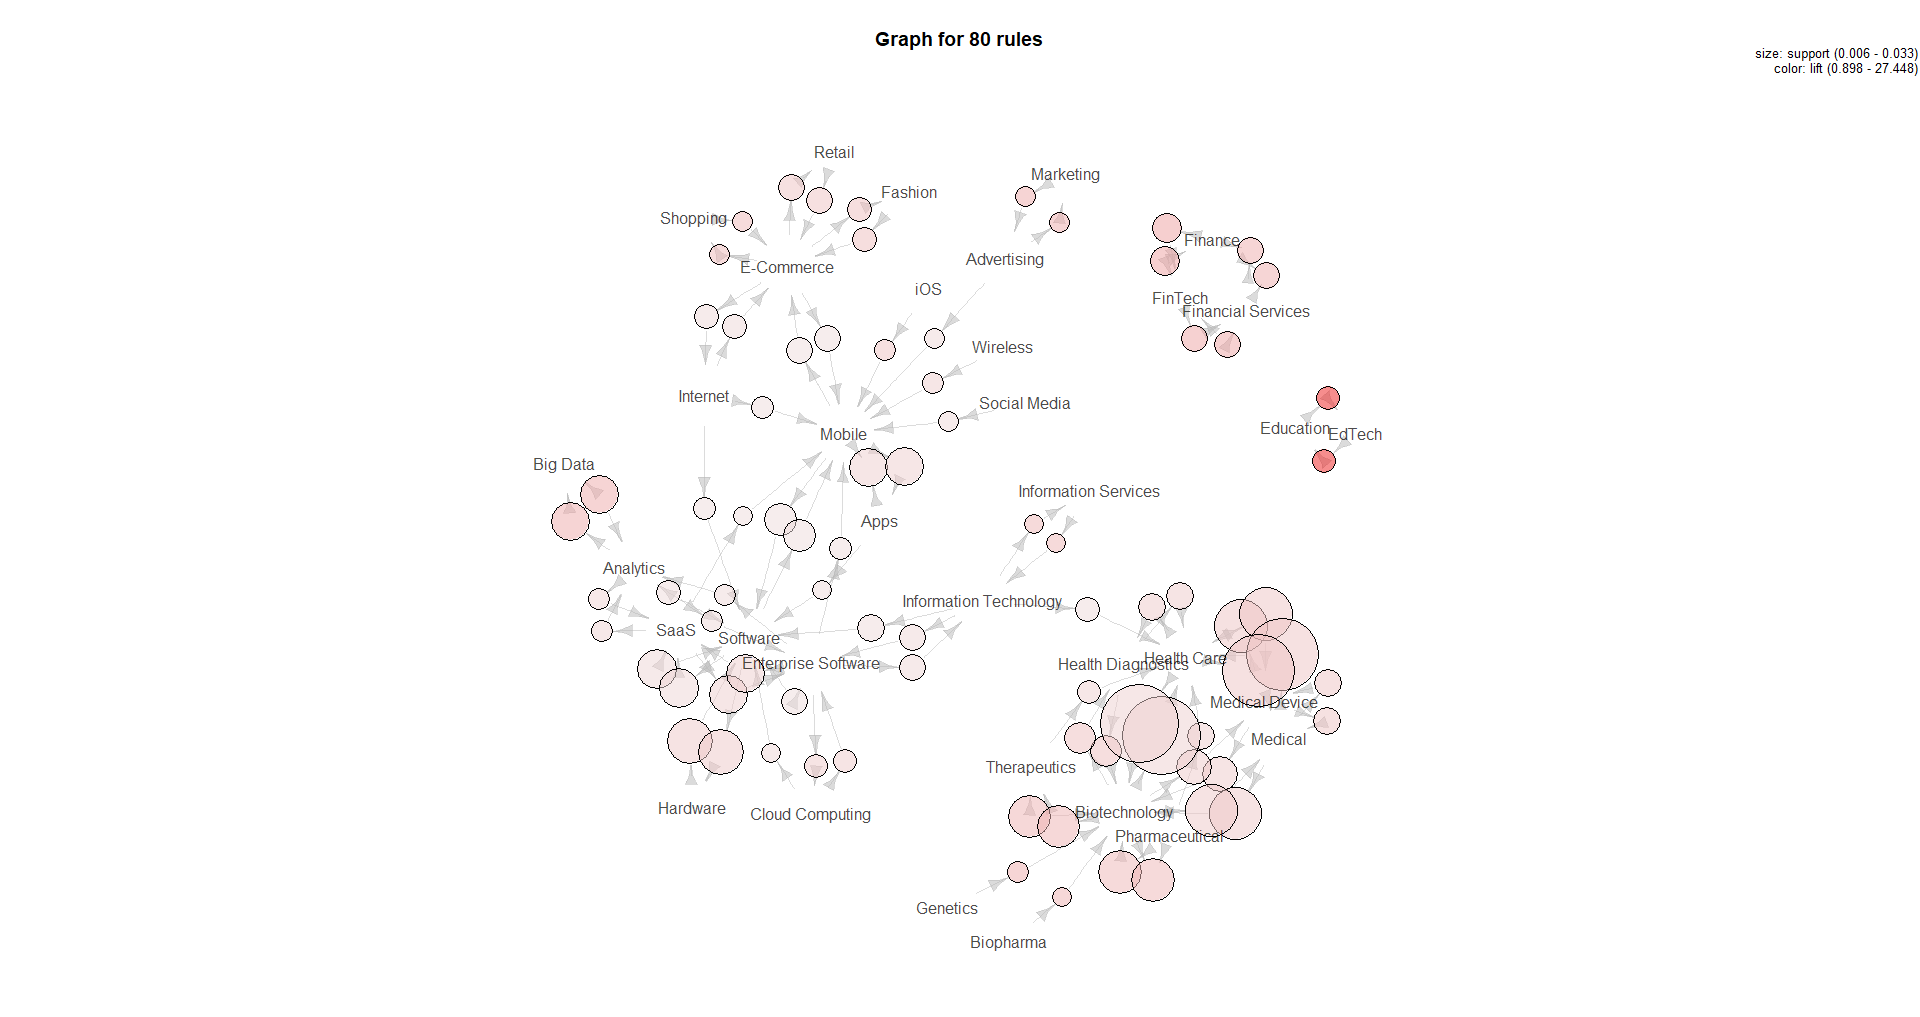 Graph for 80 rules
size: support (0.006 - 0.033)
color: lift (0.898 - 27.448)
Retail
Marketing
Fashion
Shopping
Finance
Advertising
E-Commerce
iOS
FinTech
Financial Services
Wireless
Internet
Social Media
Education
EdTech
Mobile
Big Data
Information Services
Apps
Analytics
Information Technology
SaaS
Software
Health Care
Enterprise Software
Health Diagnostics
Medical Device
Medical
Therapeutics
Hardware
Cloud Computing
Biotechnology
Pharmaceutical
Genetics
Biopharma